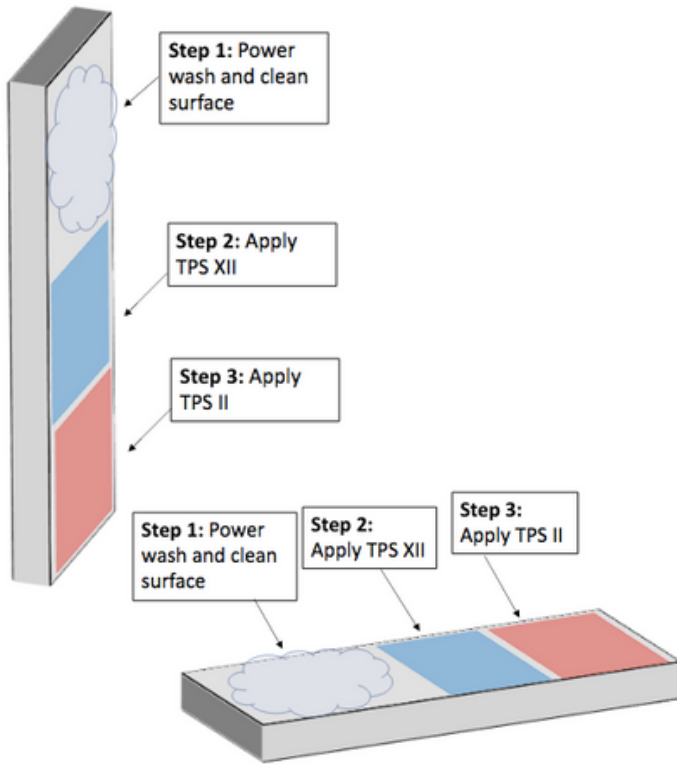 Step 1: Power
wash and clean
surface
Step 2: Apply
TPS XII
Step 3: Apply
TPS II
Step 1: Power
wash and clean
surface
Step 2:
Apply TPS XII
Step 3:
Apply TPS II